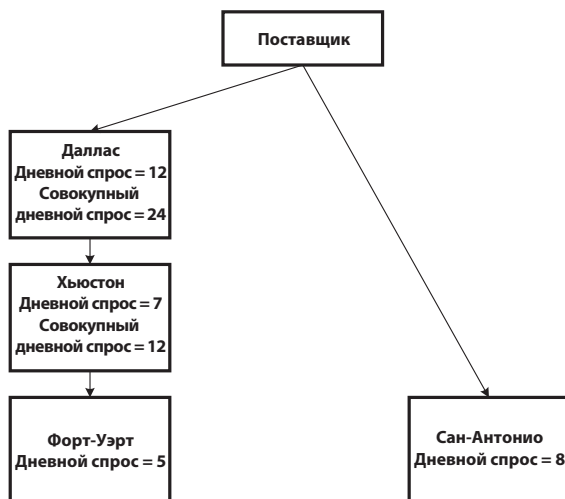 Поставщик
Даллас
Дневной спрос = 12
Совокупный
дневной спрос = 24
Хьюстон
Дневной спрос = 7
Совокупный
дневной спрос = 12
Форт-Уэрт
Дневной спрос = 5
Сан-Антонио
Дневной спрос = 8